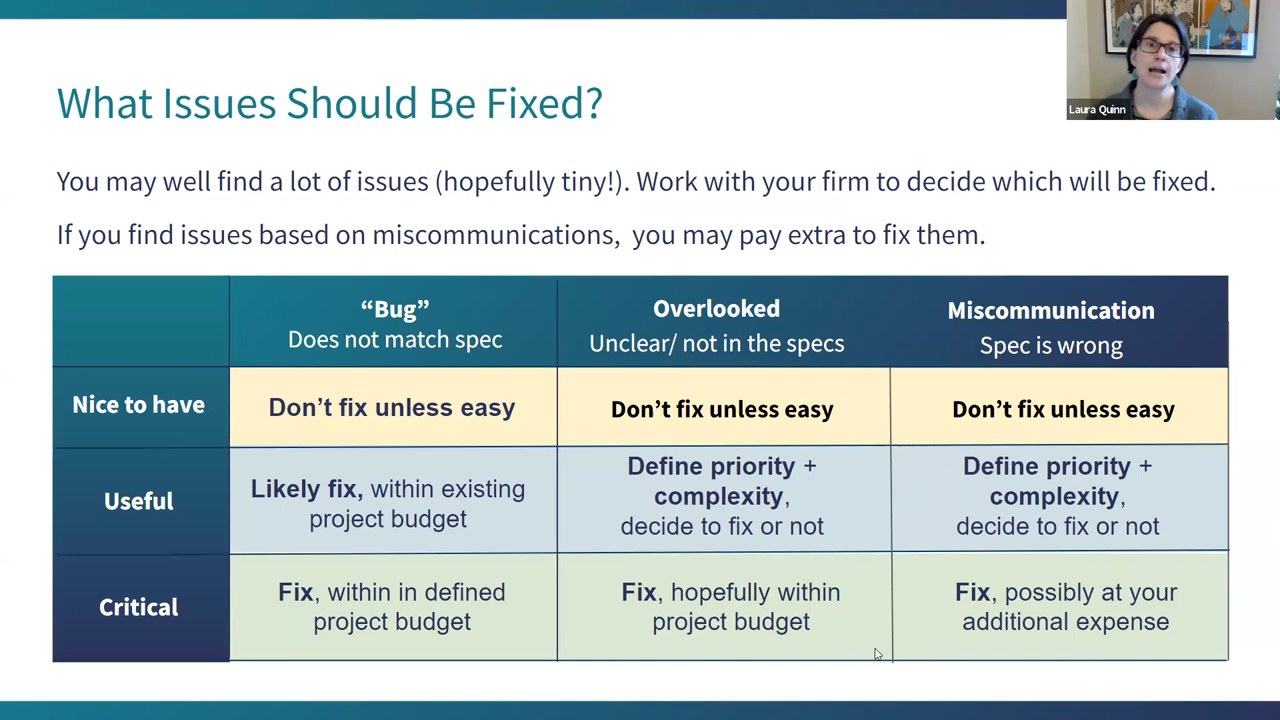 Laura Quinn
What Issues Should Be Fixed?
You may well find a lot of issues (hopefully tiny!). Work with your firm to decide which will be fixed.
If you find issues based on miscommunications, you may pay extra to fix them.
“Bug”
Does not match spec
Overlooked
Unclear/ not in the specs
Miscommunication
Spec is wrong
Nice to have
Don’t fix unless easy
Don’t fix unless easy
Don’t fix unless easy
Useful
Likely fix, within existing
project budget
Define priority +
complexity,
decide to fix or not
Define priority +
complexity,
decide to fix or not
Critical
Fix, within in defined
project budget
Fix, hopefully within
project budget
Fix, possibly at your
additional expense